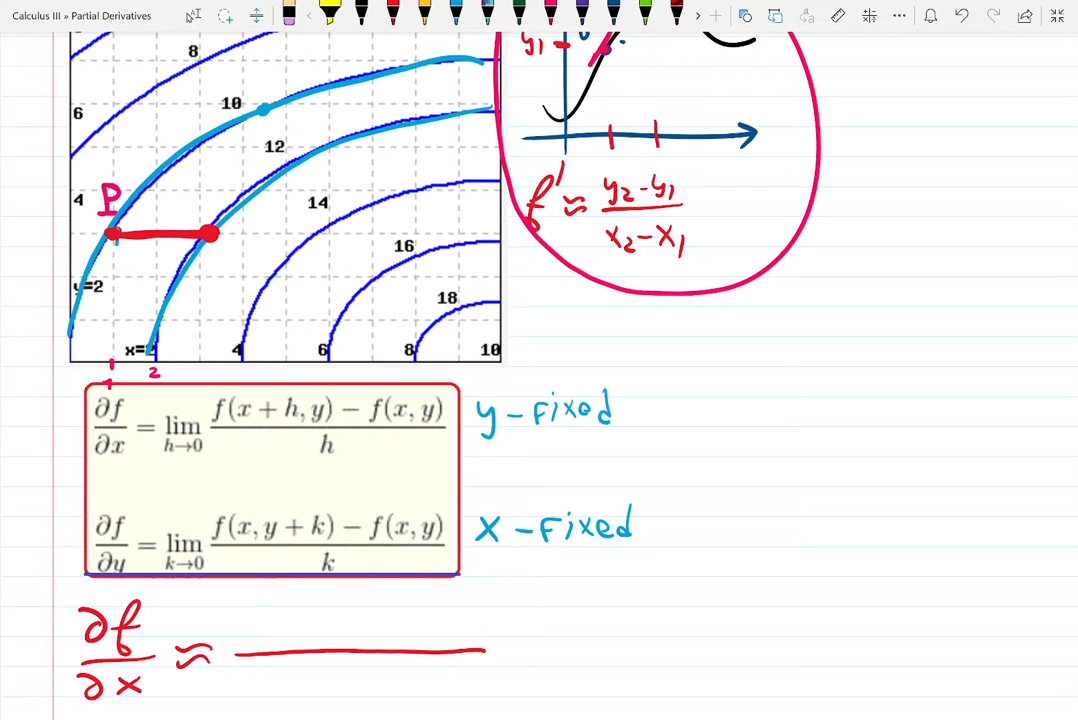 Calculus III » Partial Derivatives
8
y₁
6
10
12
P
4
14
f' ≈ y₂-y₁ / x₂-x₁
16
y=2
18
x=2 4 6 8 10
1 2
∂f/∂x = lim h→0 f(x + h, y) − f(x, y) / h y - Fixed
∂f/∂y = lim k→0 f(x, y + k) − f(x, y) / k x - Fixed
∂f/∂x ≈